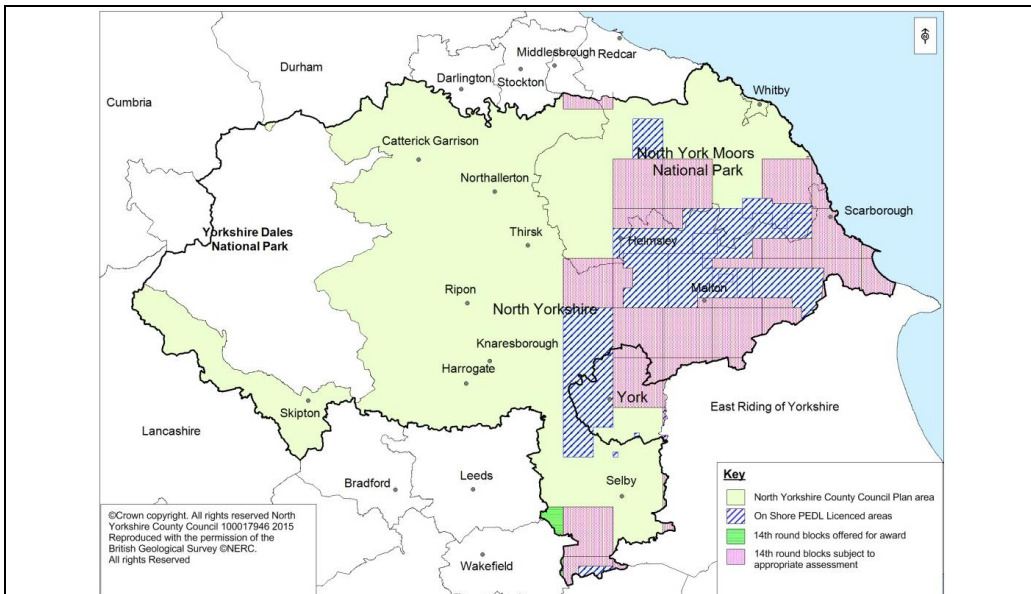 Middlesbrough
Redcar
Durham
Darlington
Stockton
Cumbria
Whitby
Catterick Garrison
North York Moors
National Park
Northallerton
Scarborough
Yorkshire Dales
National Park
Thirsk
Helmsley
Ripon
Malton
North Yorkshire
Knaresborough
Harrogate
York
East Riding of Yorkshire
Skipton
Lancashire
Bradford
Leeds
Selby
Wakefield
Key
North Yorkshire County Council Plan area
On Shore PEDL Licenced areas
14th round blocks offered for award
14th round blocks subject to
appropriate assessment
©Crown copyright. All rights reserved North
Yorkshire County Council 100017946 2015
Reproduced with the permission of the
British Geological Survey ©NERC.
All rights Reserved